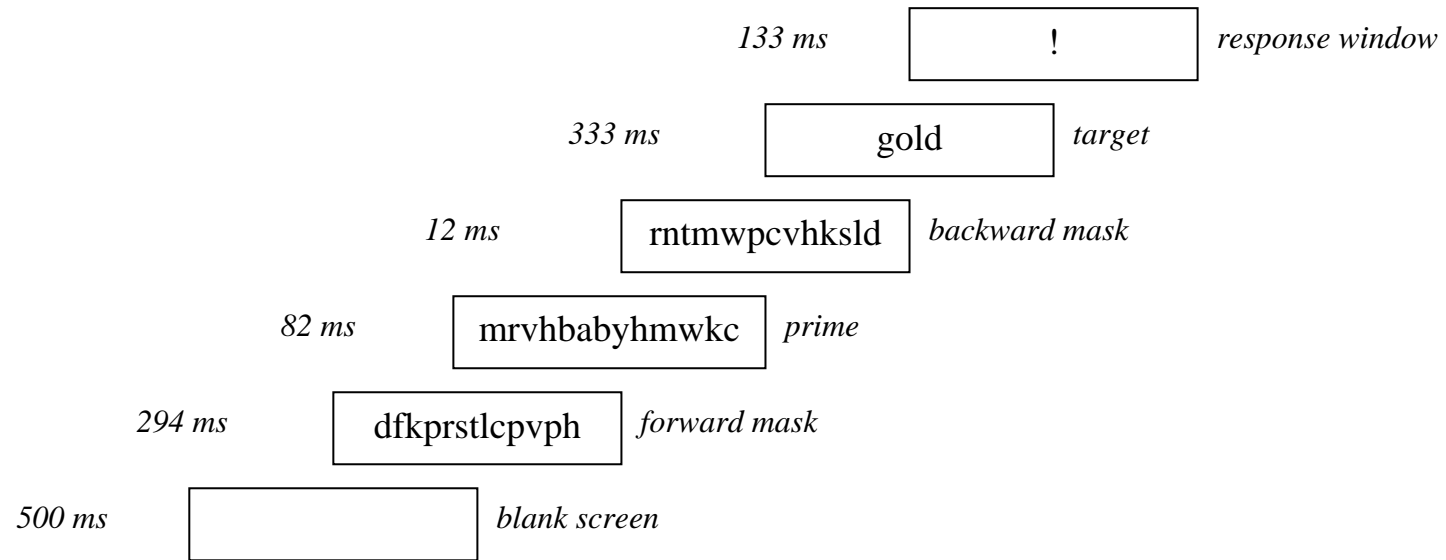 133 ms ! response window
333 ms gold target
12 ms rntmwpcvhksld backward mask
82 ms mrvhbabyhmwkc prime
294 ms dfkprstlcpvph forward mask
500 ms blank screen